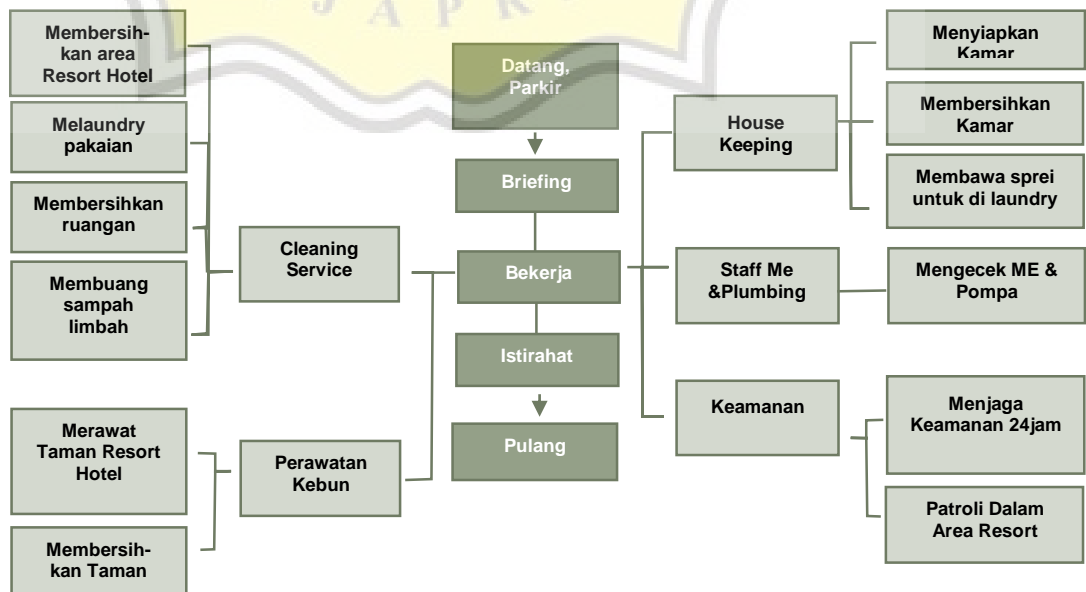 J A P R
Membersih-
kan area
Resort Hotel
Melaundry
pakaian
Membersihkan
ruangan
Membuang
sampah
limbah
Merawat
Taman Resort
Hotel
Membersih-
kan Taman
Cleaning
Service
Perawatan
Kebun
Datang,
Parkir
Briefing
Bekerja
Istirahat
Pulang
House
Keeping
Staff Me
&Plumbing
Keamanan
Menyiapkan
Kamar
Membersihkan
Kamar
Membawa sprei
untuk di laundry
Mengecek ME &
Pompa
Menjaga
Keamanan 24jam
Patroli Dalam
Area Resort